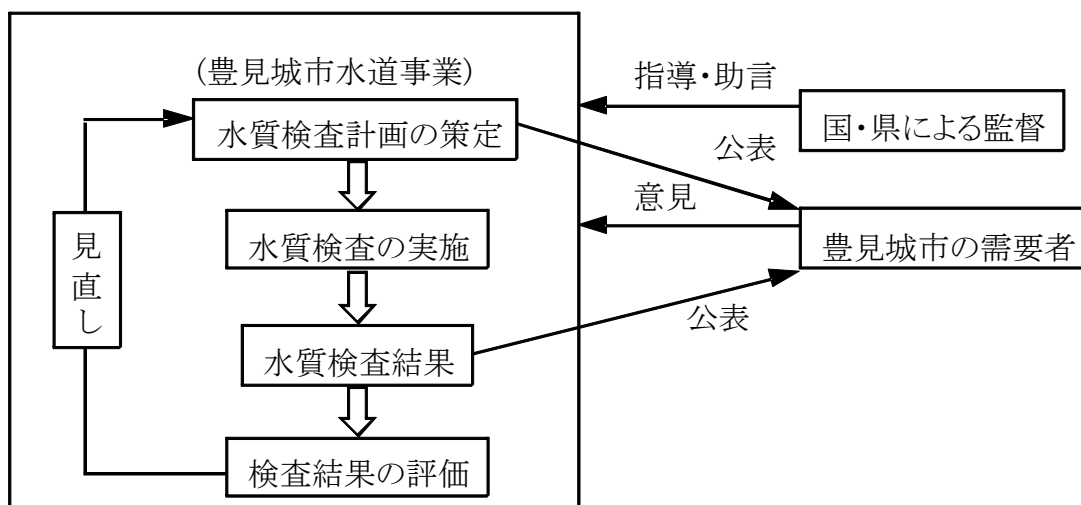 (豊見城市水道事業)
指導・助言
水質検査計画の策定
国・県による監督
公表
意見
見直し
水質検査の実施
豊見城市の需要者
公表
水質検査結果
検査結果の評価